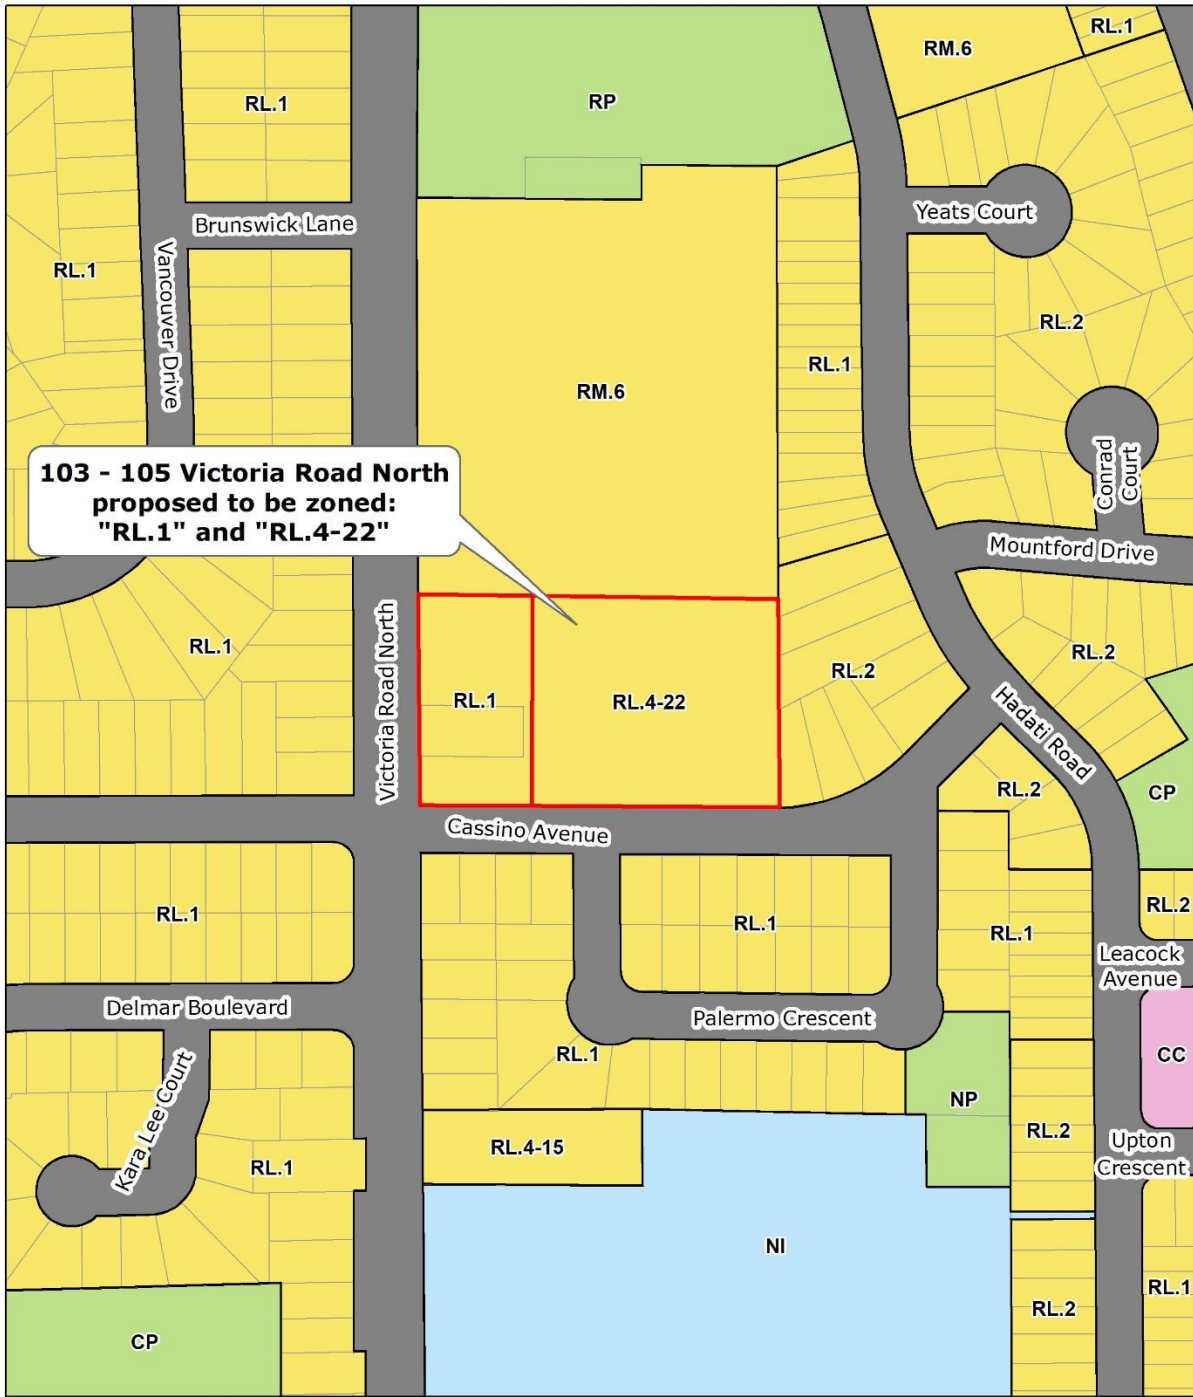 RL.1
RM.6
RL.1
RP
Brunswick Lane
Yeats Court
RL.1
Vancouver Drive
RL.2
RL.1
RM.6
103 - 105 Victoria Road North
proposed to be zoned:
"RL.1" and "RL.4-22"
Conrad
Court
Mountford Drive
RL.1
Victoria Road North
RL.1
RL.4-22
RL.2
RL.2
Hadati Road
RL.2
CP
Cassino Avenue
RL.1
RL.1
RL.1
RL.2
Leacock
Avenue
Delmar Boulevard
Palermo Crescent
RL.1
CC
Kara Lee Court
NP
RL.2
RL.4-15
Upton
Crescent
RL.1
NI
RL.1
RL.2
CP